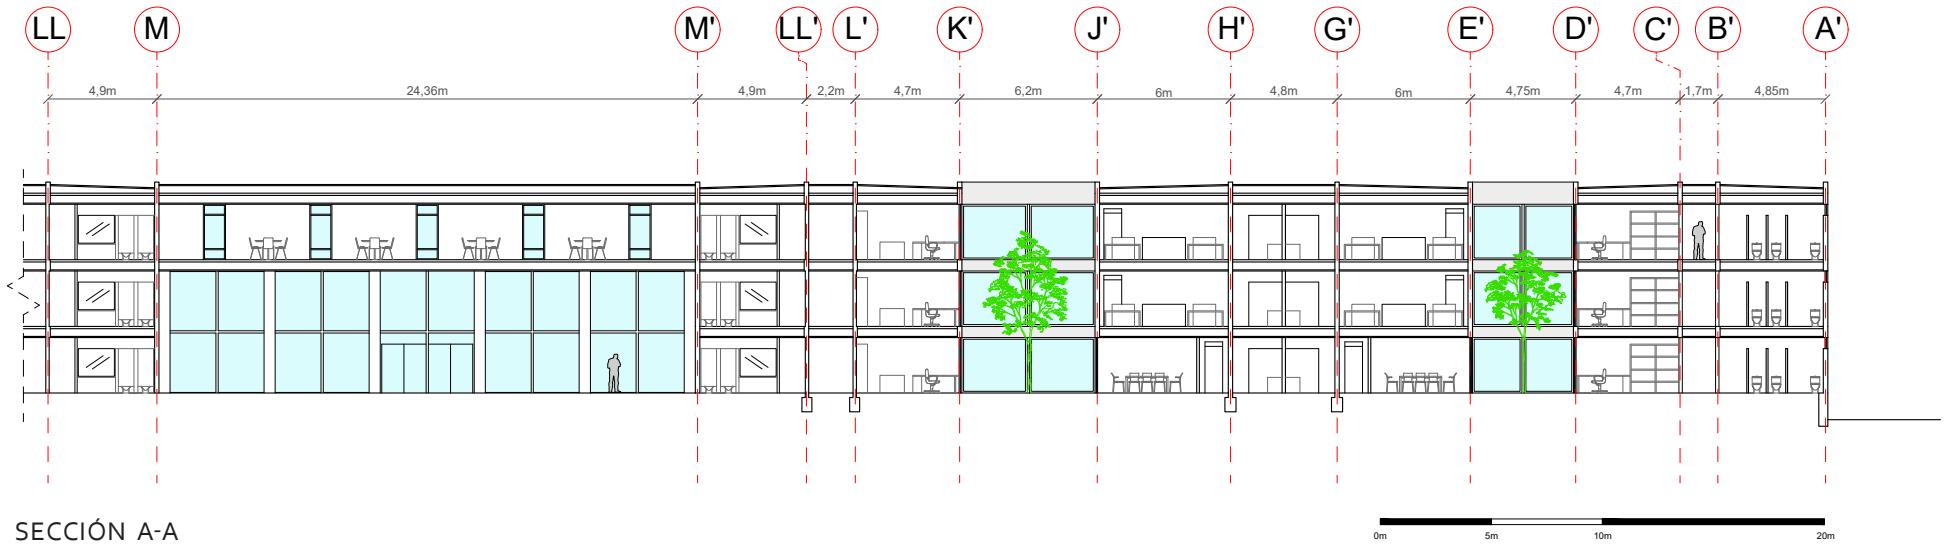 LL M M' LL' L' K' J' H' G' E' D' C' B' A'
4,9m 24,36m 4,9m 2,2m 4,7m 6,2m 6m 4,8m 6m 4,75m 4,7m 1,7m 4,85m
SECCIÓN A-A
0m 5m 10m 20m